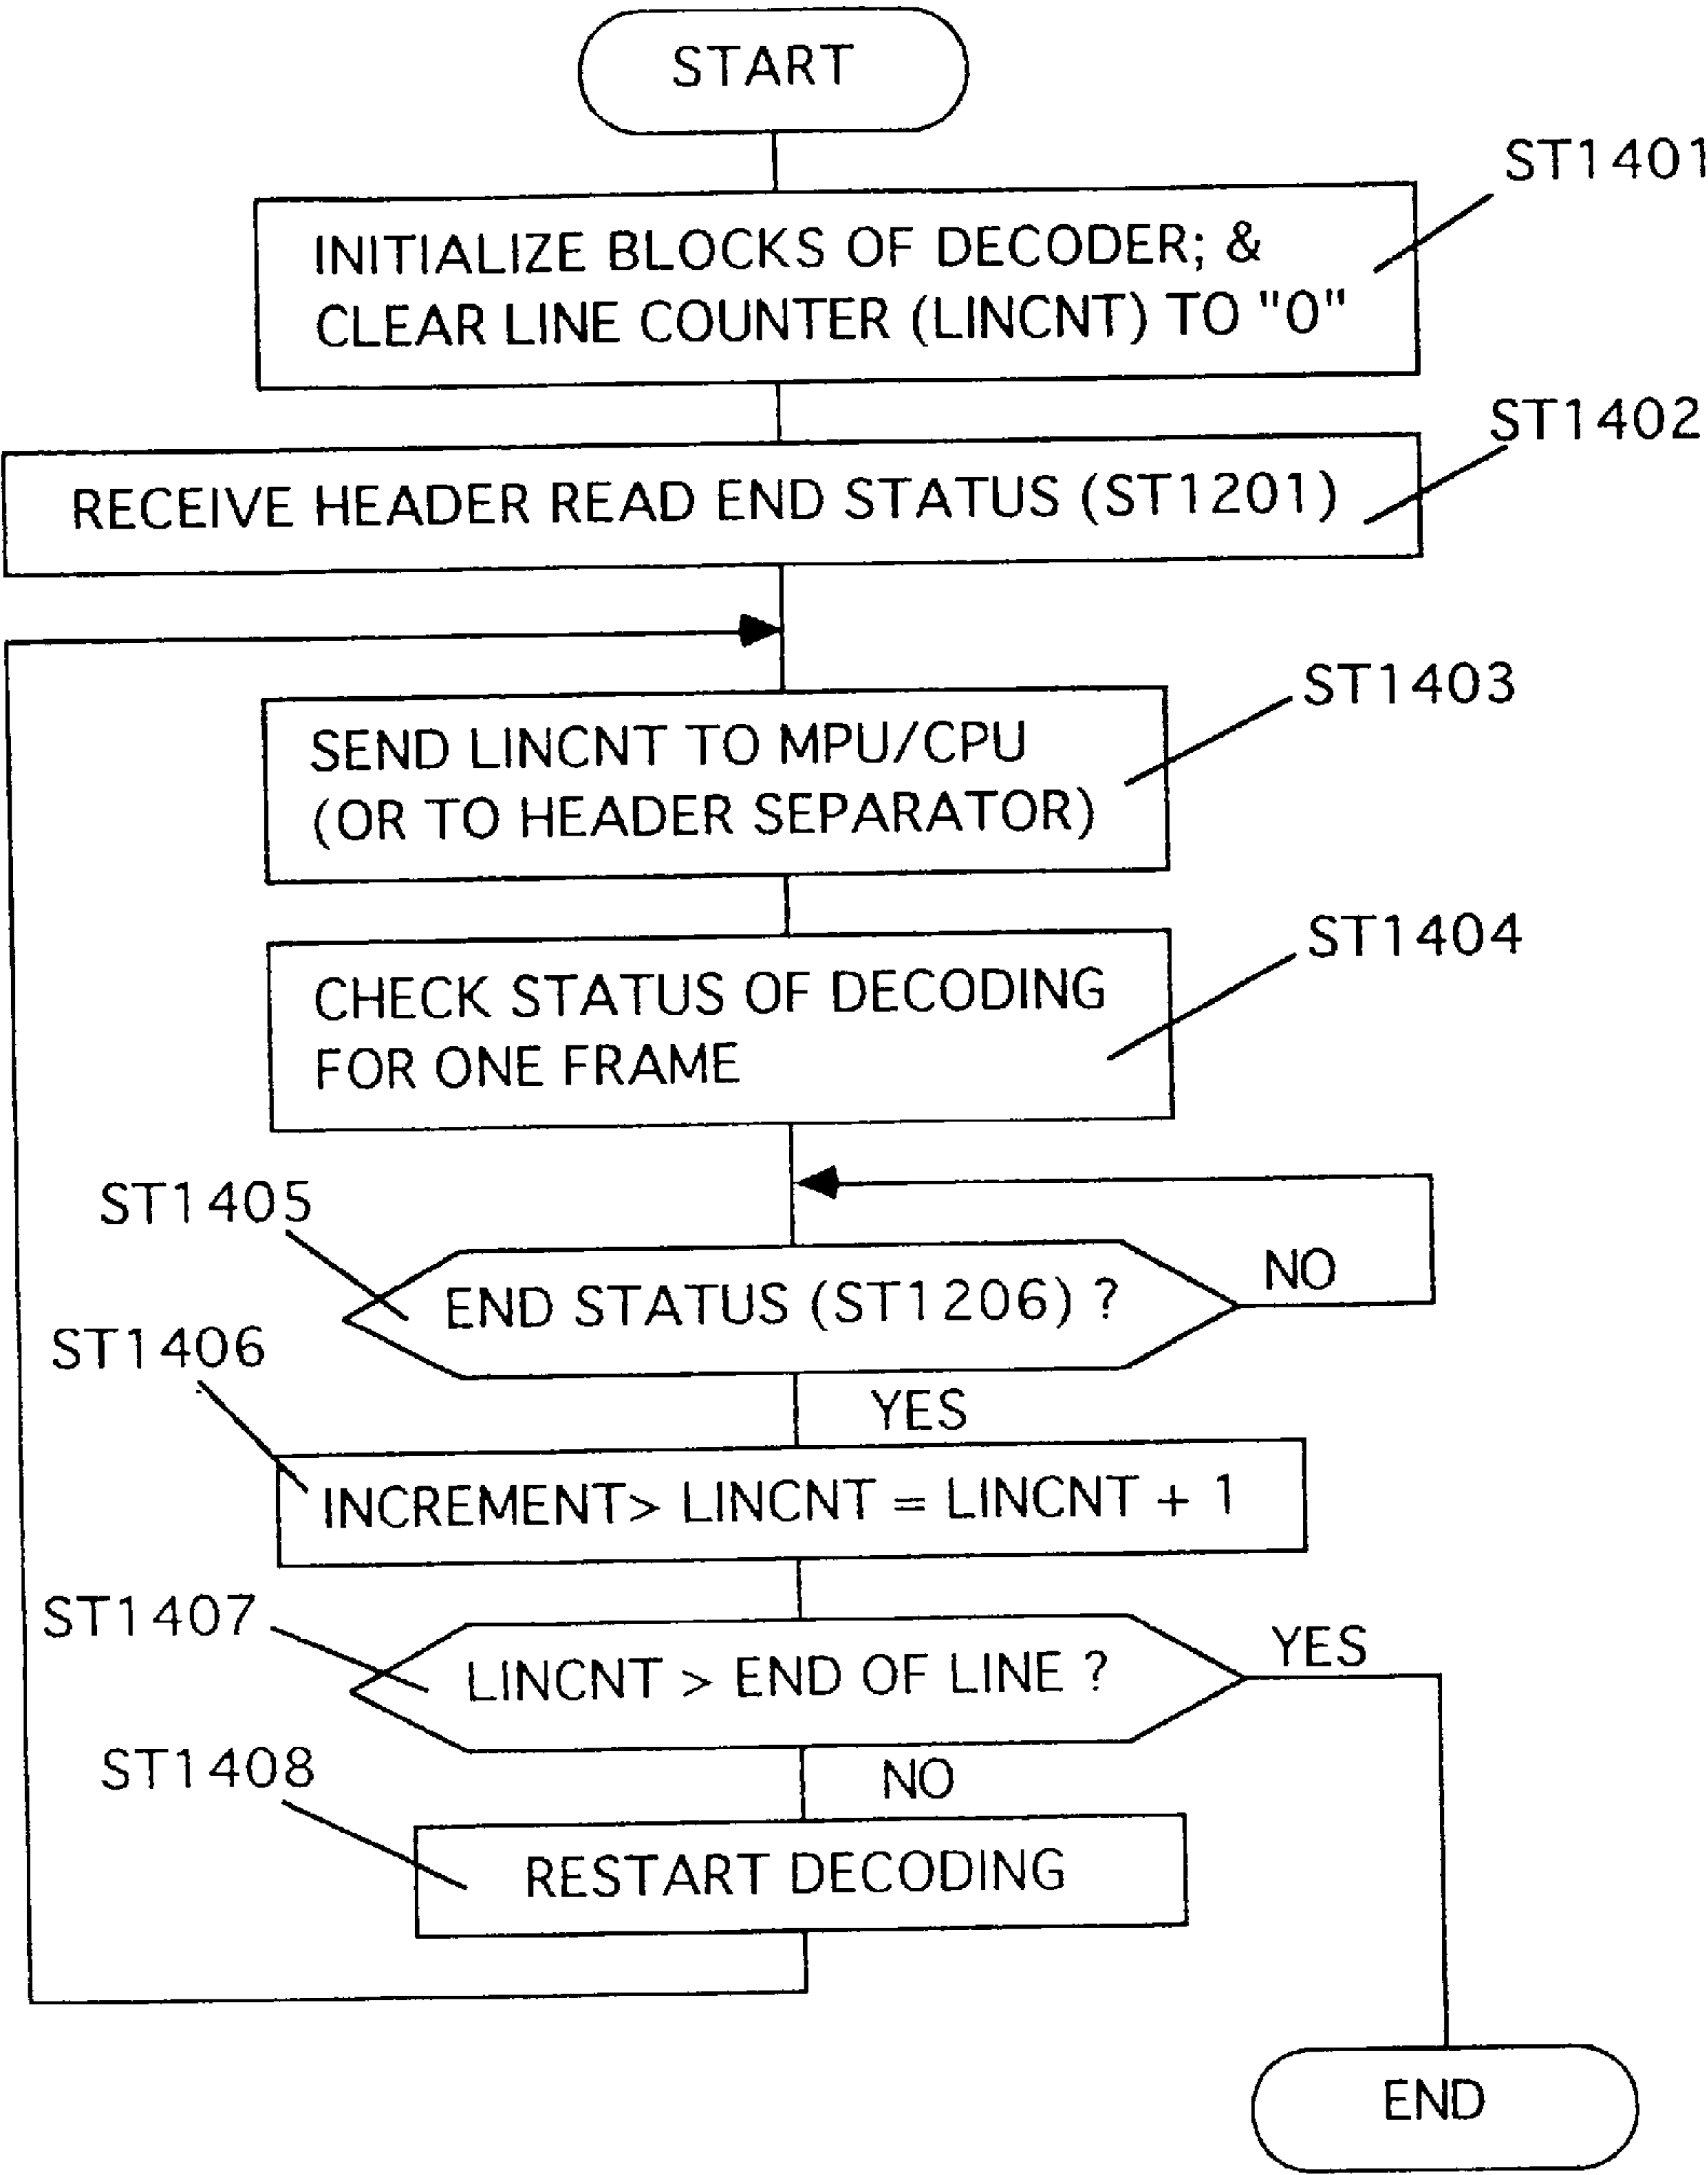 START
ST1401
INITIALIZE BLOCKS OF DECODER; &
CLEAR LINE COUNTER (LINCNT) TO "0"
ST1402
RECEIVE HEADER READ END STATUS (ST1201)
ST1403
SEND LINCNT TO MPU/CPU
(OR TO HEADER SEPARATOR)
ST1404
CHECK STATUS OF DECODING
FOR ONE FRAME
ST1405
END STATUS (ST1206) ?
NO
ST1406
YES
INCREMENT> LINCNT = LINCNT + 1
ST1407
LINCNT > END OF LINE ?
YES
ST1408
NO
RESTART DECODING
END